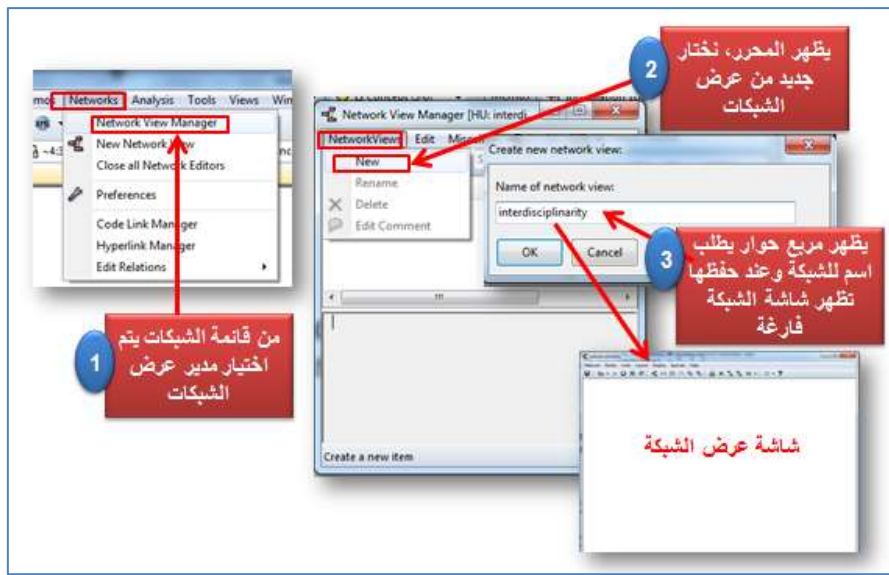 Networks Analysis Tools Views
Network View Manager
New Network View
Close all Network Editors
Preferences
Code Link Manager
Hyperlink Manager
Edit Relations
1
من قائمة الشبكات يتم
اختيار مدير عرض
الشبكات
Network View Manager [HU: interdi
NetworkViews Edit
New
Rename
Delete
Edit Comment
Create a new item
2
يظهر المحرر، نختار
جديد من عرض
الشبكات
Create new network view:
Name of network view:
interdisciplinarity
OK Cancel
3
يظهر مربع حوار يطلب
اسم للشبكة وعند حفظها
تظهر شاشة الشبكة
فارغة
شاشة عرض الشبكة